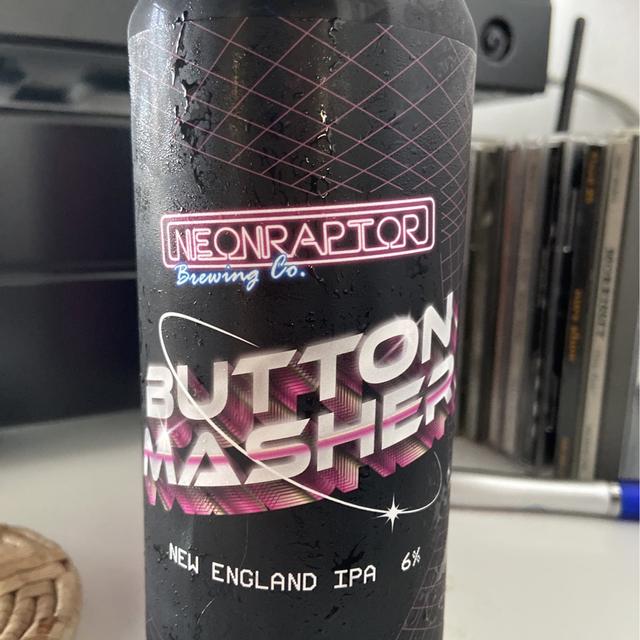 NEONRAPTOR
Brewing Co.
BUTTON
MASHER
NEW ENGLAND IPA 6%